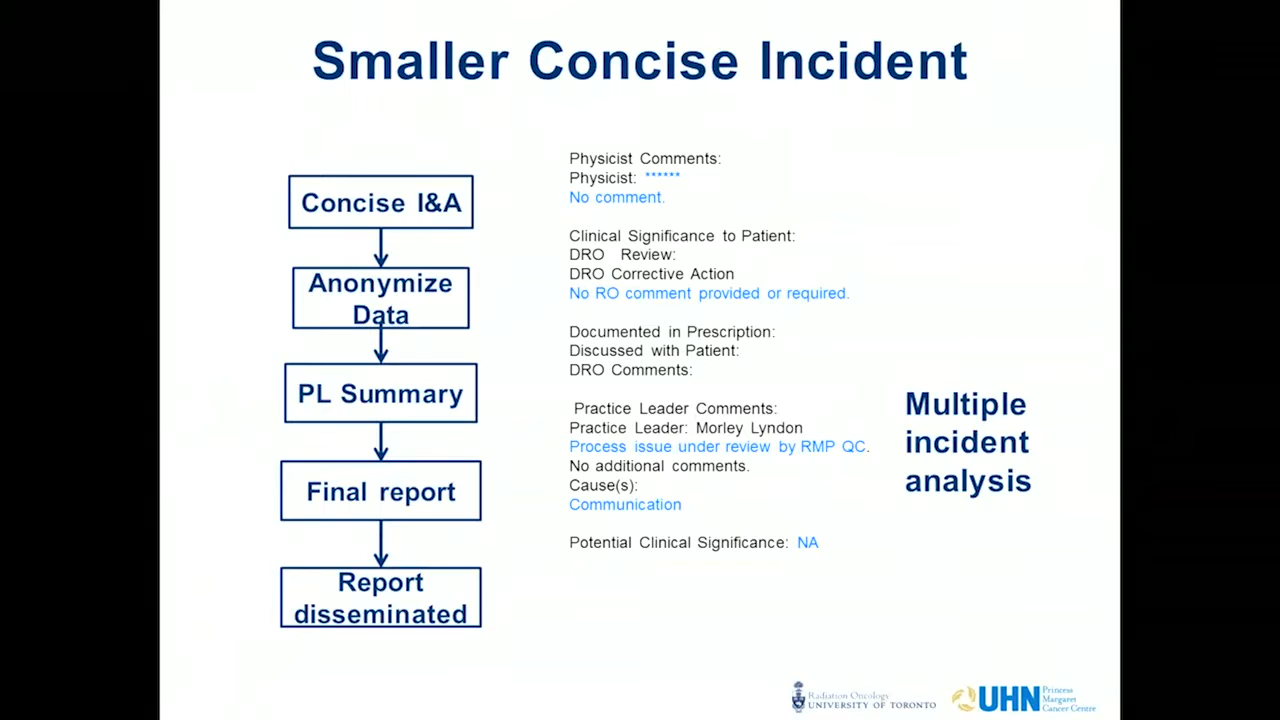 Smaller Concise Incident
Concise I&A
Anonymize
Data
PL Summary
Final report
Report
disseminated
Physicist Comments:
Physicist: ******
No comment.
Clinical Significance to Patient:
DRO Review:
DRO Corrective Action
No RO comment provided or required.
Documented in Prescription:
Discussed with Patient:
DRO Comments:
Practice Leader Comments:
Practice Leader: Morley Lyndon
Process issue under review by RMP QC.
No additional comments.
Cause(s):
Communication
Potential Clinical Significance: NA
Multiple
incident
analysis
Radiation Oncology
UNIVERSITY OF TORONTO
UHN
Princess
Margaret
Cancer Centre